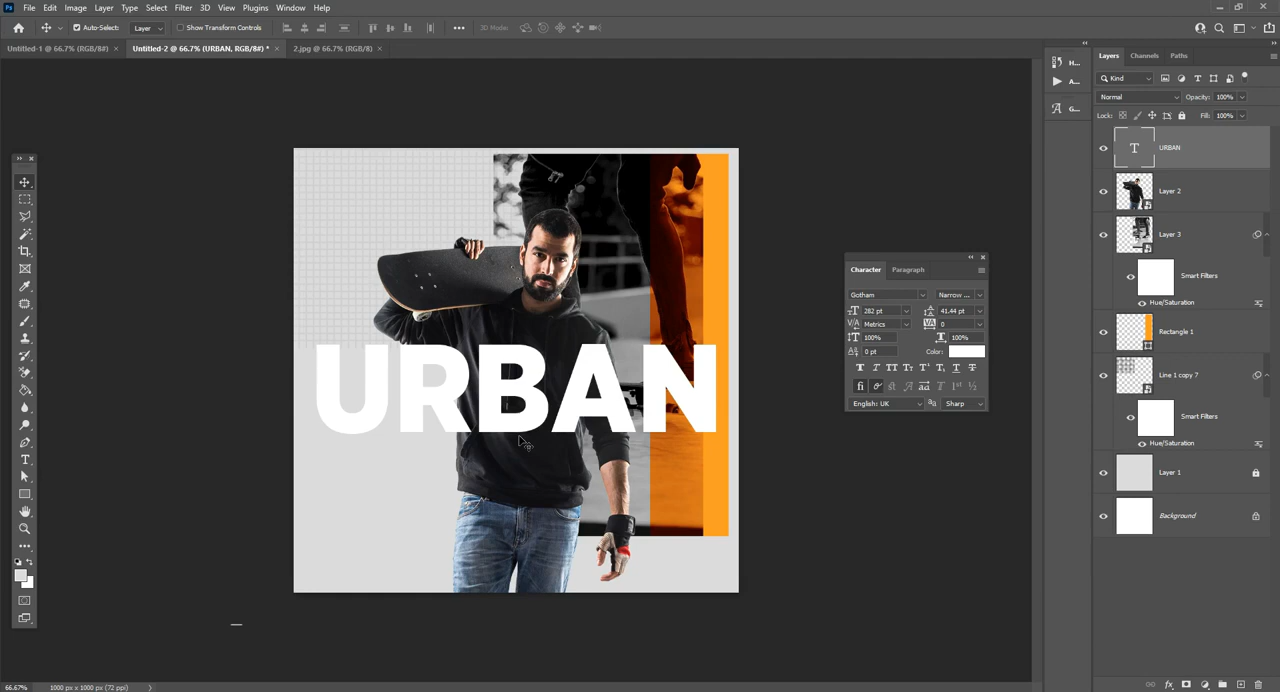 Ps File Edit Image Layer Type Select Filter 3D View Plugins Window Help
Auto-Select: Layer Show Transform Controls 3D Mode:
Untitled-1 @ 66.7% (RGB/8#) × Untitled-2 @ 66.7% (URBAN, RGB/8#) * × 2.jpg @ 66.7% (RGB/8) ×
URBAN
H...
A...
G...
Character Paragraph
Gotham Narrow ...
282 pt 41.44 pt
Metrics 0
100% 100%
0 pt Color:
English: UK Sharp
Layers Channels Paths
Kind
Normal Opacity: 100%
Lock: Fill: 100%
URBAN
Layer 2
Layer 3
Smart Filters
Hue/Saturation
Rectangle 1
Line 1 copy 7
Smart Filters
Hue/Saturation
Layer 1
Background
66.67% 1000 px x 1000 px (72 ppi)